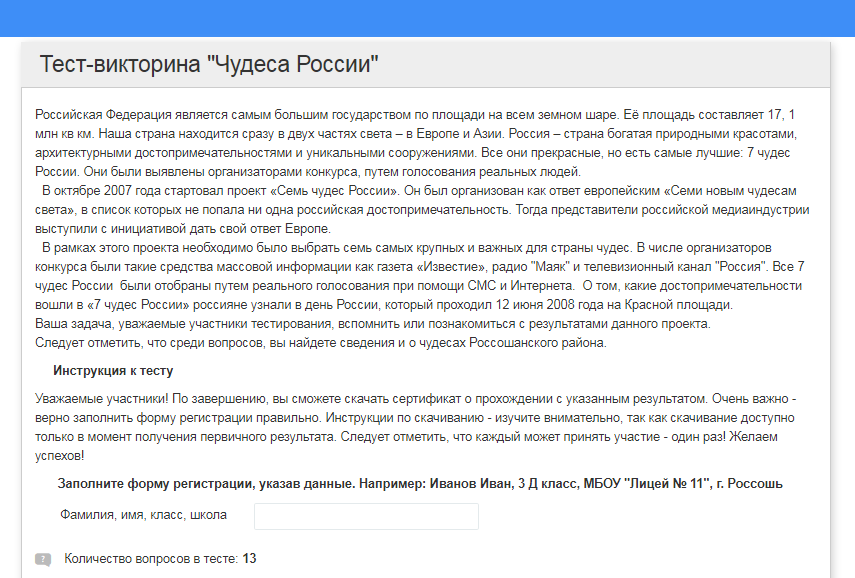 Тест-викторина "Чудеса России"
Российская Федерация является самым большим государством по площади на всем земном шаре. Её площадь составляет 17, 1
млн кв км. Наша страна находится сразу в двух частях света – в Европе и Азии. Россия – страна богатая природными красотами,
архитектурными достопримечательностями и уникальными сооружениями. Все они прекрасные, но есть самые лучшие: 7 чудес
России. Они были выявлены организаторами конкурса, путем голосования реальных людей.
В октябре 2007 года стартовал проект «Семь чудес России». Он был организован как ответ европейским «Семи новым чудесам
света», в список которых не попала ни одна российская достопримечательность. Тогда представители российской медиаиндустрии
выступили с инициативой дать свой ответ Европе.
В рамках этого проекта необходимо было выбрать семь самых крупных и важных для страны чудес. В числе организаторов
конкурса были такие средства массовой информации как газета «Известие», радио "Маяк" и телевизионный канал "Россия". Все 7
чудес России были отобраны путем реального голосования при помощи СМС и Интернета. О том, какие достопримечательности
вошли в «7 чудес России» россияне узнали в день России, который проходил 12 июня 2008 года на Красной площади.
Ваша задача, уважаемые участники тестирования, вспомнить или познакомиться с результатами данного проекта.
Следует отметить, что среди вопросов, вы найдете сведения и о чудесах Россошанского района.
Инструкция к тесту
Уважаемые участники! По завершению, вы сможете скачать сертификат о прохождении с указанным результатом. Очень важно -
верно заполнить форму регистрации правильно. Инструкции по скачиванию - изучите внимательно, так как скачивание доступно
только в момент получения первичного результата. Следует отметить, что каждый может принять участие - один раз! Желаем
успехов!
Заполните форму регистрации, указав данные. Например: Иванов Иван, 3 Д класс, МБОУ "Лицей № 11", г. Россошь
Фамилия, имя, класс, школа
Количество вопросов в тесте: 13